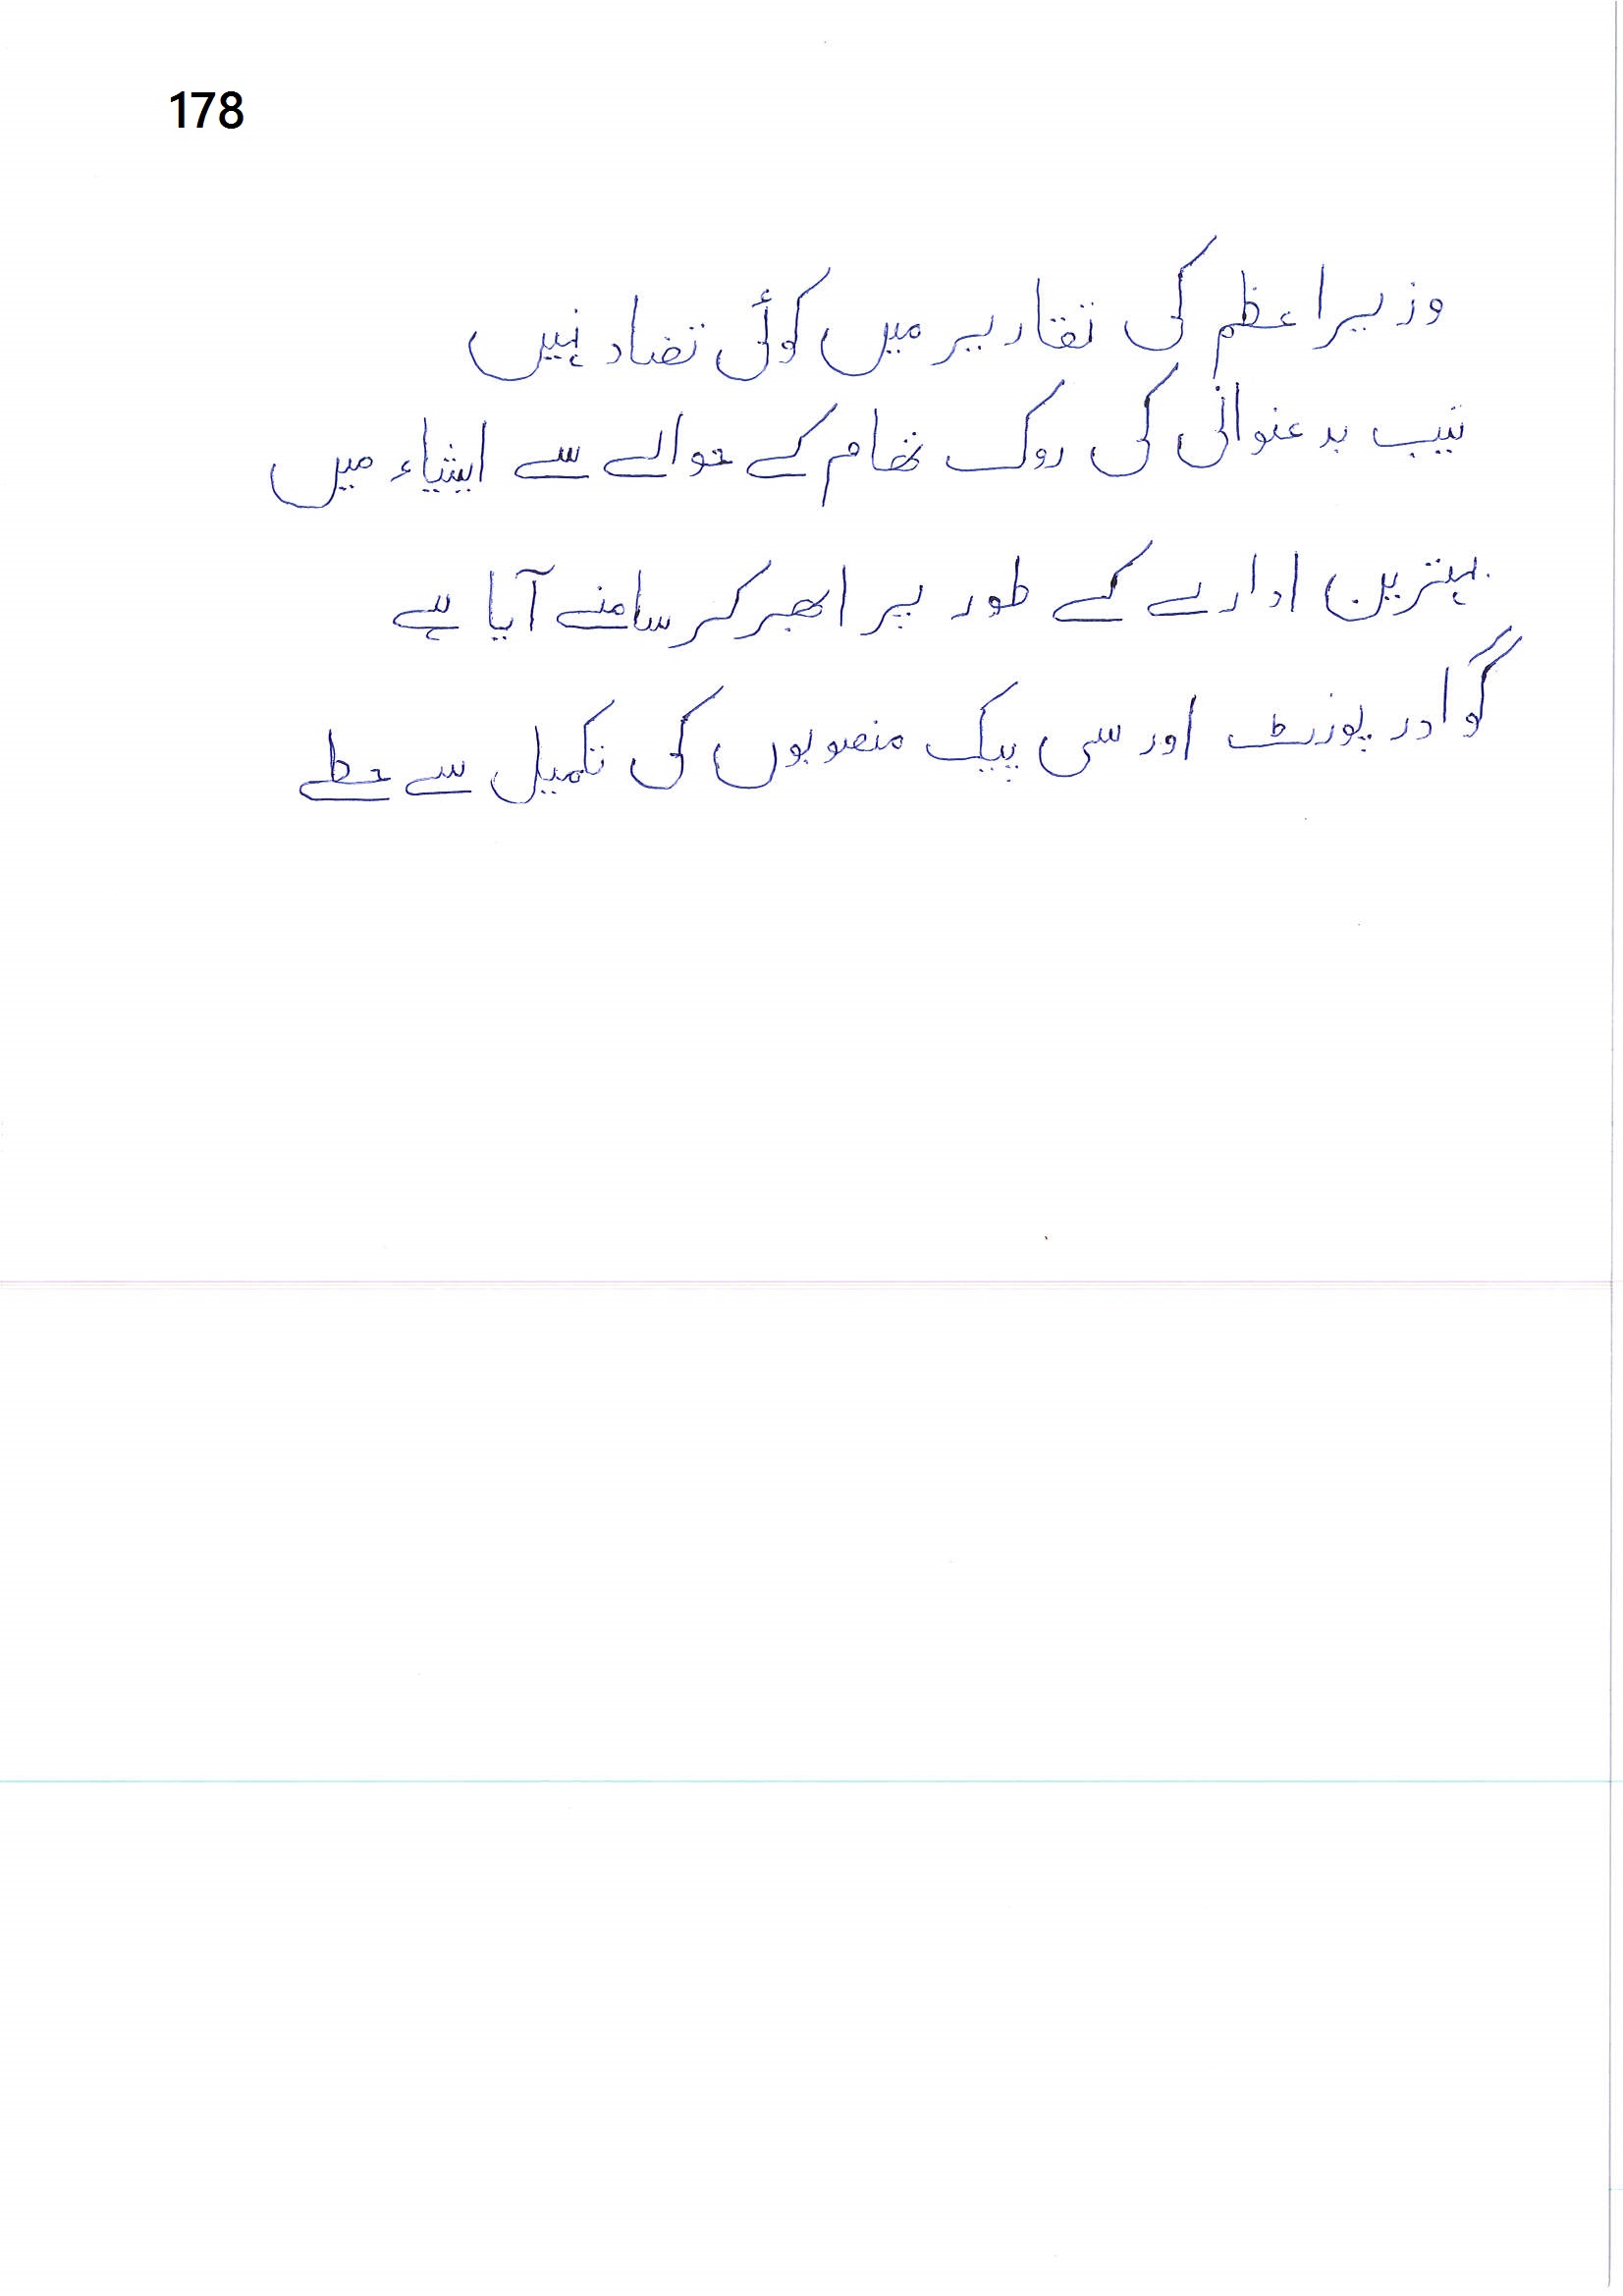 178
وزیراعظم کی تقاریر میں کوئی تضاد نہیں
نیب بدعنوانی کی روک تھام کے حوالے سے ایشیاء میں
بہترین ادارے کے طور پر ابھر کر سامنے آیا ہے
گوادر پورٹ اور سی پیک منصوبوں کی تکمیل سے خطے